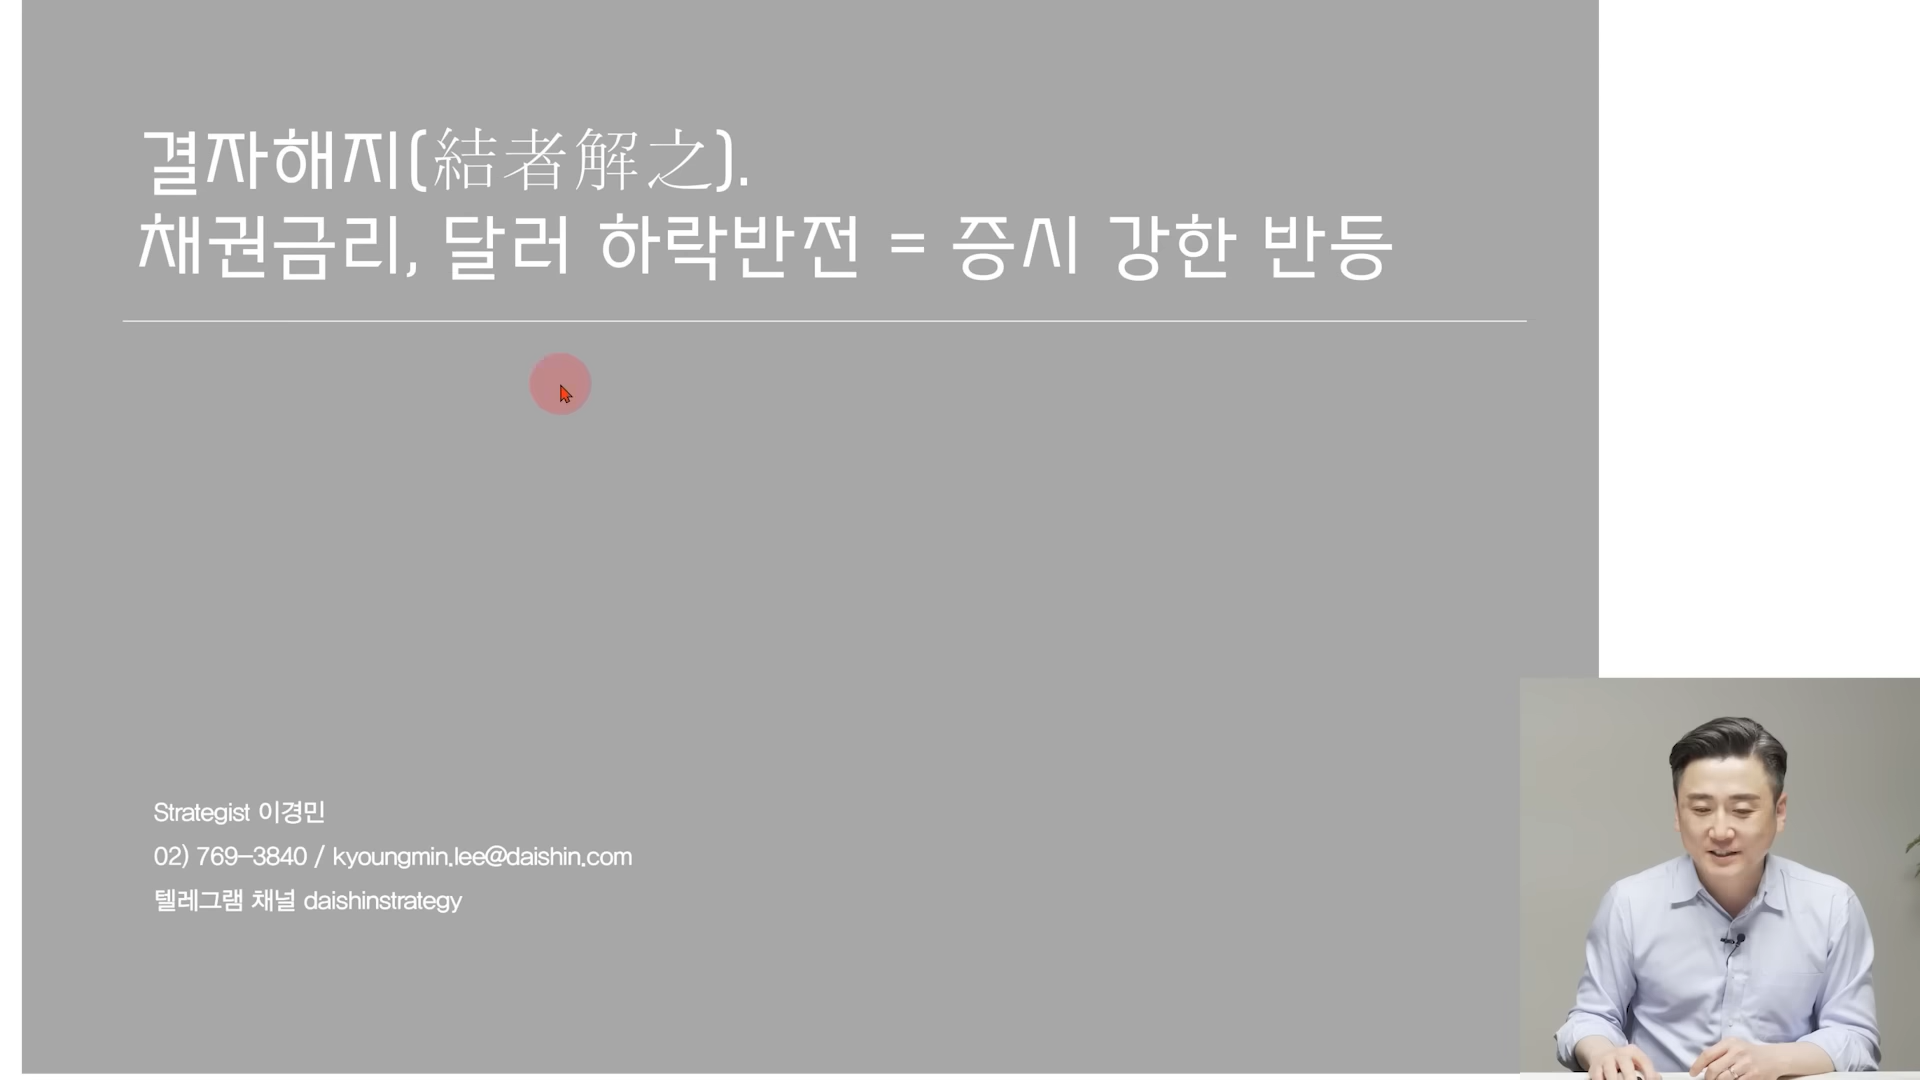 결자해지(結者解之).
채권금리, 달러 하락반전 = 증시 강한 반등
Strategist 이경민
02) 769-3840 / kyoungmin.lee@daishin.com
텔레그램 채널 daishinstrategy